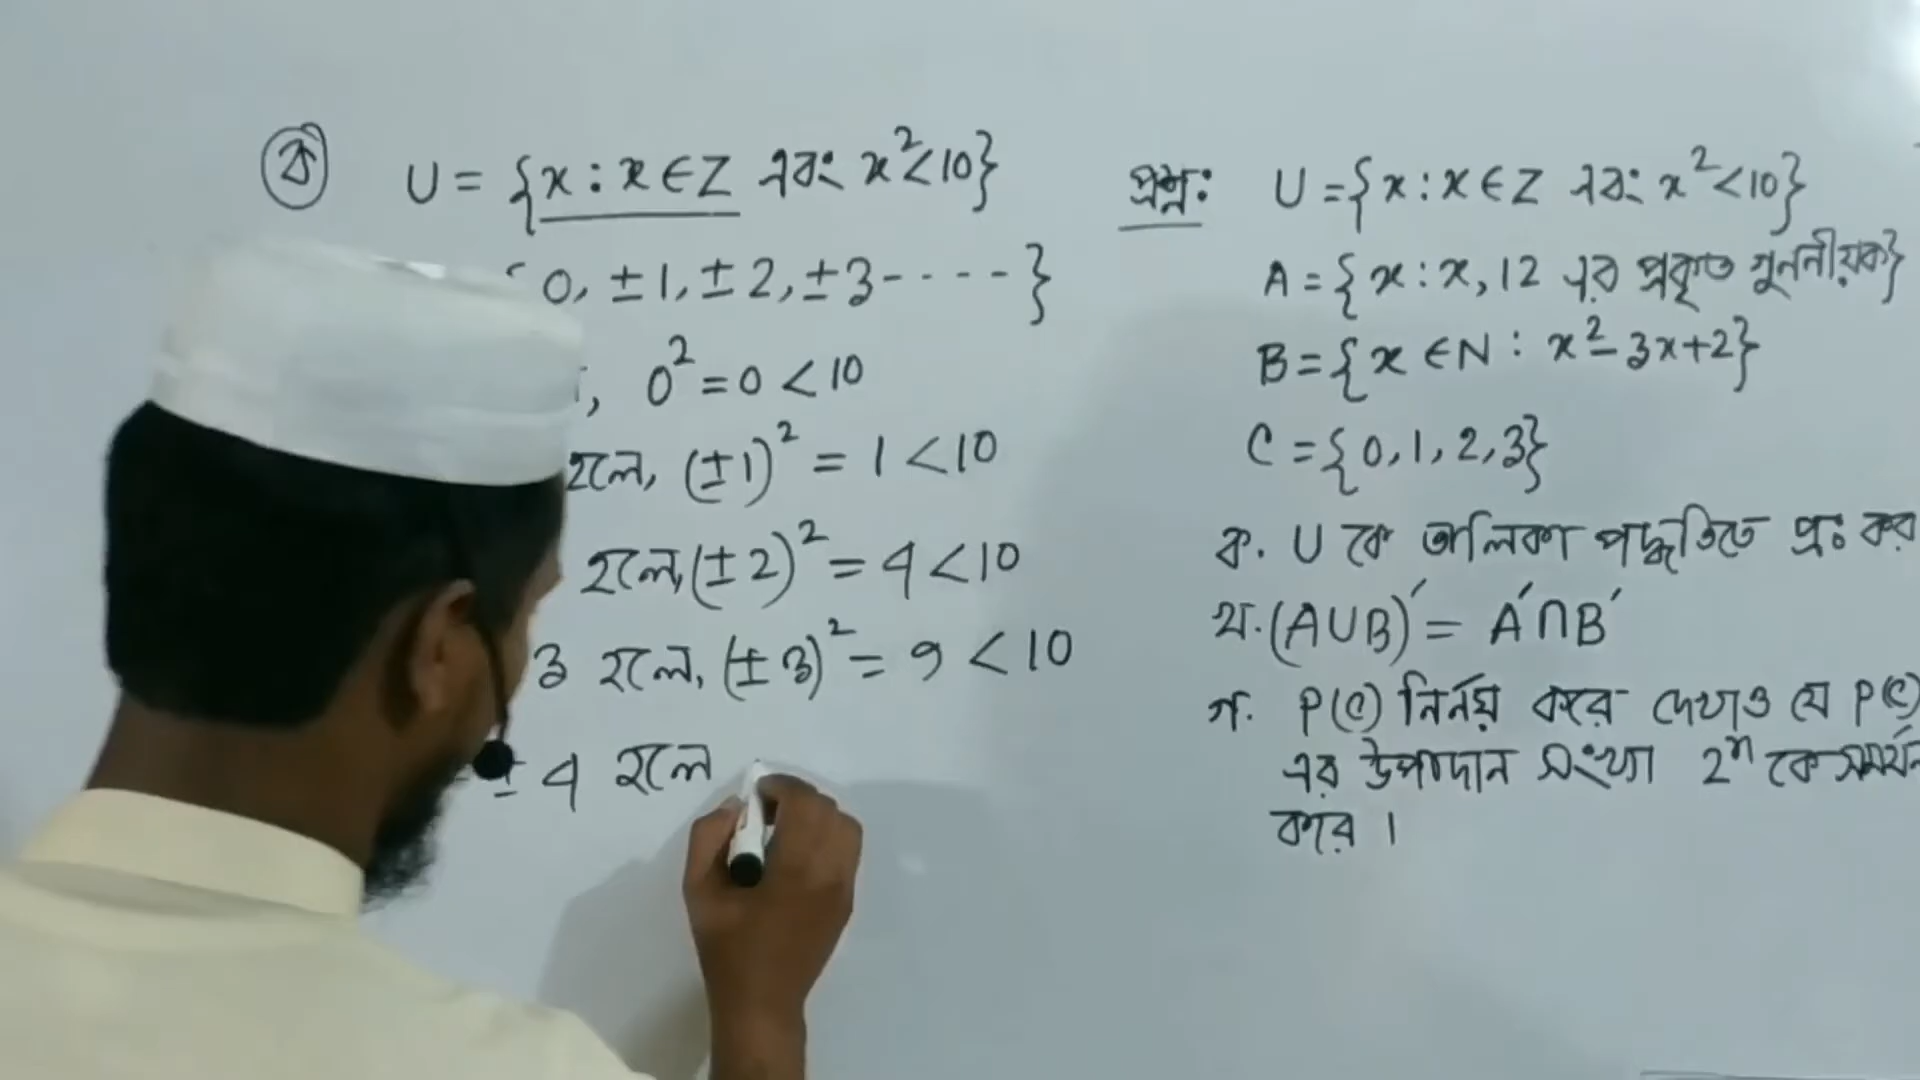 ক U = {x : x ∈ Z এবং x² < 10}
0, ±1, ±2, ±3 - - - - }
, 0² = 0 < 10
হলে, (±1)² = 1 < 10
হলে, (±2)² = 4 < 10
3 হলে, (±3)² = 9 < 10
± 4 হলে
প্রশ্ন: U = {x : x ∈ Z এবং x² < 10}
A = {x : x, 12 এর প্রকৃত গুননীয়ক}
B = {x ∈ N : x² - 3x + 2}
C = {0, 1, 2, 3}
ক. U কে তালিকা পদ্ধতিতে প্রঃ কর
খ. (A∪B)′ = A′∩B′
গ. P(C) নির্নয় করে দেখাও যে P(C)
এর উপাদান সংখ্যা 2ⁿ কে সমর্থন
করে ।